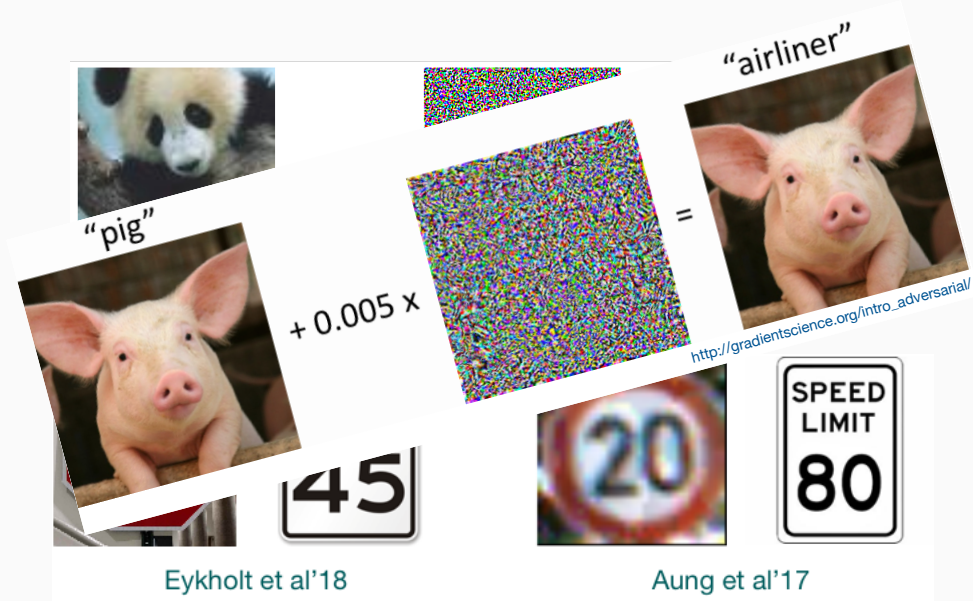 “airliner”
“pig”
+ 0.005 x
=
http://gradientscience.org/intro_adversarial/
45
20
SPEED
LIMIT
80
Eykholt et al’18
Aung et al’17